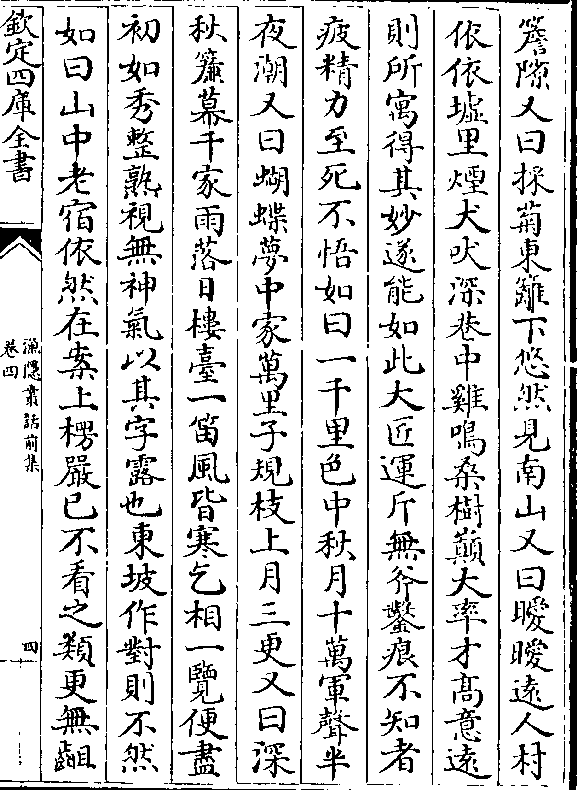 簷隙又曰採菊東籬下悠然見南山又曰曖曖逺人村
依依墟里煙犬吠深巷中雞鳴桑樹巔大率才髙意逺
則所寓得其妙遂能如此大匠運斤無斧鑿痕不知者
疲精力至死不悟如曰一千里色中秋月十萬軍聲半
夜潮又曰蝴蝶夢中家萬里子規枝上月三更又曰深
秋簾幕千家雨落日樓臺一笛風皆寒乞相一覽便盡
初如秀整熟視無神氣以其字露也東坡作對則不然
如曰山中老宿依然在案上楞嚴已不看之類更無齟
欽定四庫全書
漁隱叢話前集
卷四
四